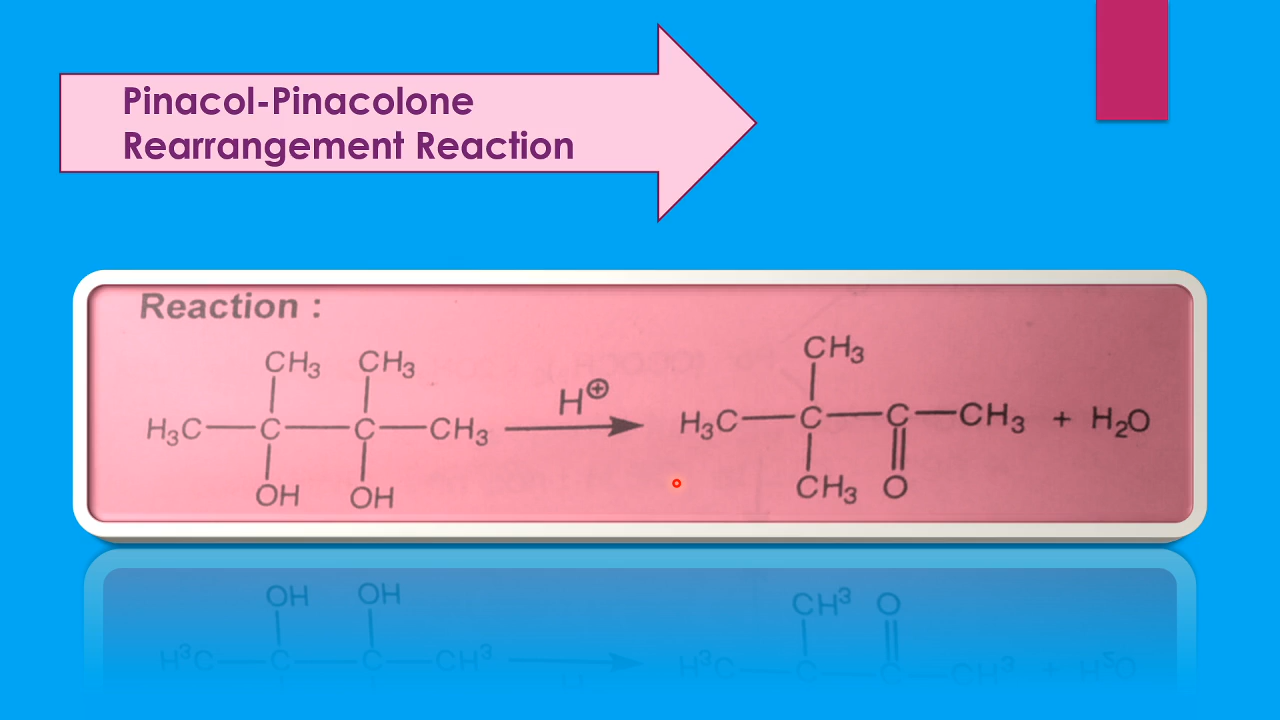 Pinacol-Pinacolone
Rearrangement Reaction
Reaction :
CH₃ CH₃
H₃C—C—C—CH₃
OH OH
H⊕
CH₃
H₃C—C—C—CH₃ + H₂O
CH₃ O